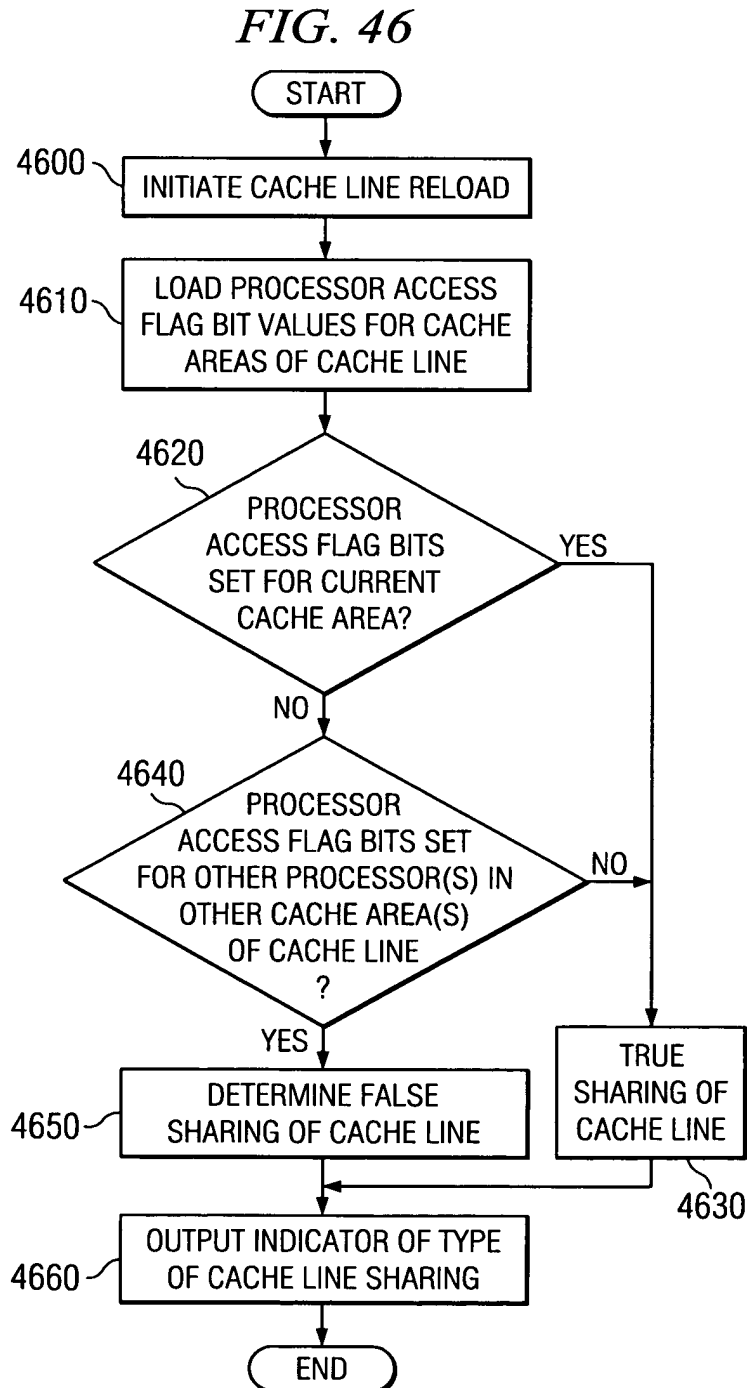 FIG. 46
START
4600
INITIATE CACHE LINE RELOAD
4610
LOAD PROCESSOR ACCESS
FLAG BIT VALUES FOR CACHE
AREAS OF CACHE LINE
4620
PROCESSOR
ACCESS FLAG BITS
SET FOR CURRENT
CACHE AREA?
YES
NO
4640
PROCESSOR
ACCESS FLAG BITS SET
FOR OTHER PROCESSOR(S) IN
OTHER CACHE AREA(S)
OF CACHE LINE
?
NO
YES
TRUE
SHARING OF
CACHE LINE
4630
4650
DETERMINE FALSE
SHARING OF CACHE LINE
4660
OUTPUT INDICATOR OF TYPE
OF CACHE LINE SHARING
END